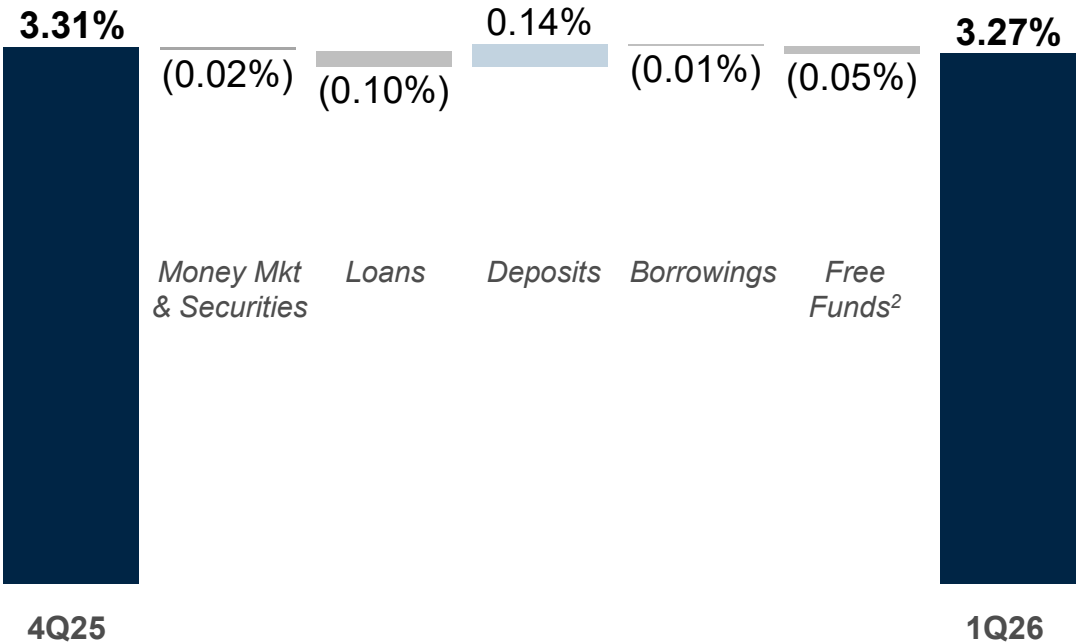 3.31%
(0.02%)
(0.10%)
0.14%
(0.01%)
(0.05%)
3.27%
Money Mkt
& Securities
Loans
Deposits
Borrowings
Free
Funds²
4Q25
1Q26